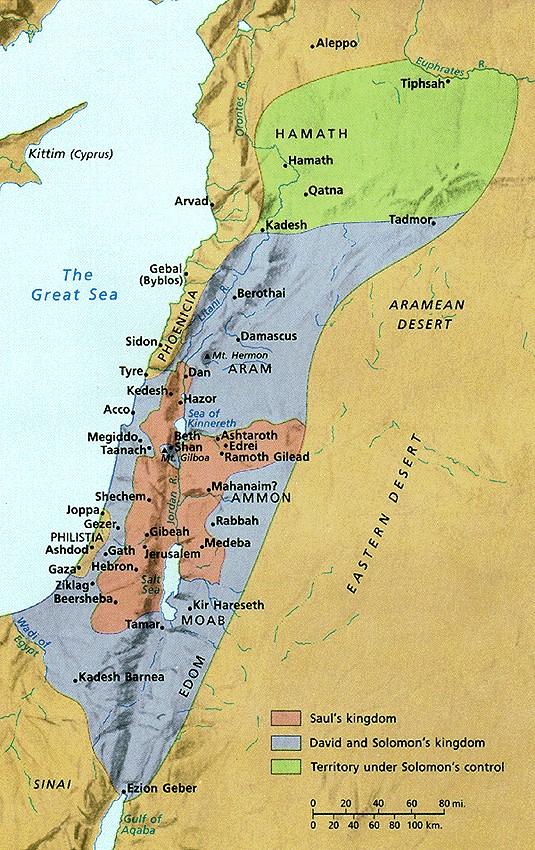 Aleppo
Euphrates R.
Tiphsah
Orontes R.
HAMATH
Hamath
Kittim (Cyprus)
Qatna
Arvad
Kadesh
Tadmor
The
Great Sea
Gebal
(Byblos)
Litani R.
Berothai
ARAMEAN
DESERT
PHOENICIA
Sidon
Damascus
Mt. Hermon
Tyre
Dan
ARAM
Kedesh
Hazor
Acco
Sea of
Kinnereth
Megiddo
Beth
Shan
Ashtaroth
Edrei
Taanach
Mt. Gilboa
Ramoth Gilead
EASTERN DESERT
Shechem
Jordan R.
Mahanaim?
AMMON
Joppa
Gezer
Rabbah
PHILISTIA
Gibeah
Ashdod
Gath
Jerusalem
Medeba
Gaza
Hebron
Ziklag
Salt
Sea
Beersheba
Kir Hareseth
MOAB
Tamar
Wadi of
Egypt
EDOM
Kadesh Barnea
Saul's kingdom
David and Solomon's kingdom
Territory under Solomon's control
SINAI
Ezion Geber
Gulf of
Aqaba
0 20 40 60 80 mi.
0 20 40 60 80 100 km.